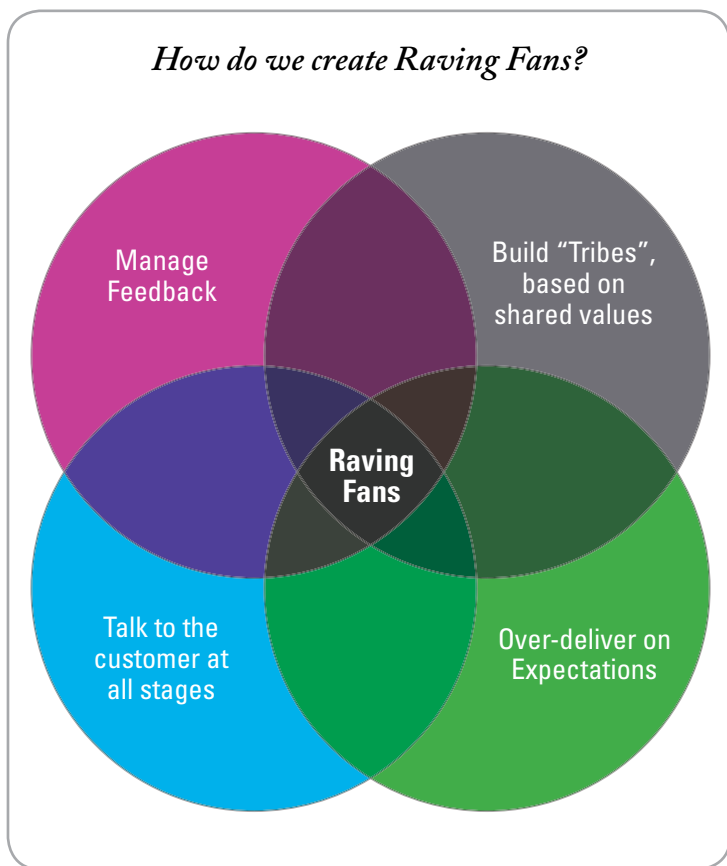 How do we create Raving Fans?
Manage
Feedback
Build “Tribes”,
based on
shared values
Raving
Fans
Talk to the
customer at
all stages
Over-deliver on
Expectations